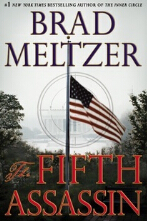 #1 NEW YORK TIMES BESTSELLING AUTHOR OF THE INNER CIRCLE
BRAD
MELTZER
The
FIFTH
ASSASSIN